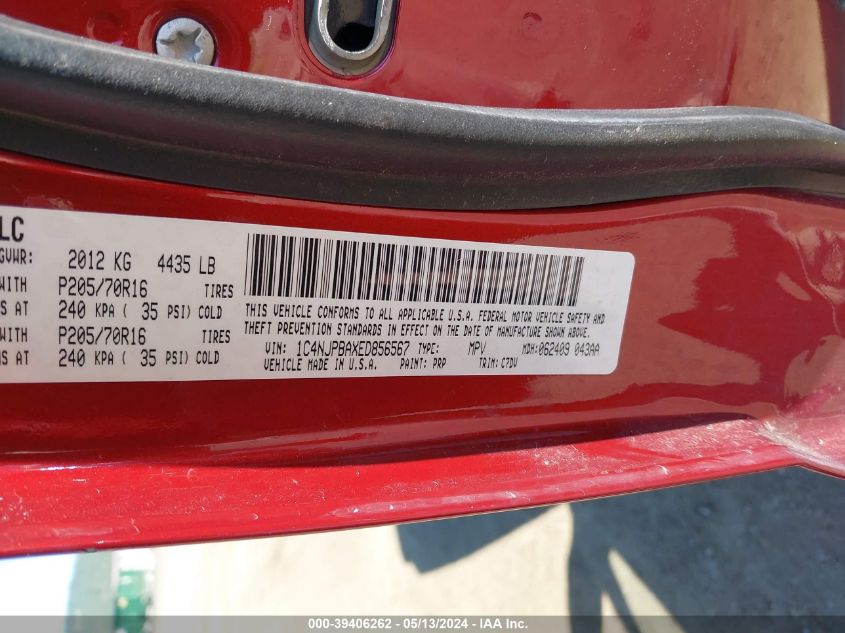 LC
GVWR: 2012 KG 4435 LB
WITH P205/70R16 TIRES
S AT 240 KPA ( 35 PSI) COLD
WITH P205/70R16 TIRES
S AT 240 KPA ( 35 PSI) COLD
THIS VEHICLE CONFORMS TO ALL APPLICABLE U.S.A. FEDERAL MOTOR VEHICLE SAFETY AND
THEFT PREVENTION STANDARDS IN EFFECT ON THE DATE OF MANUFACTURE SHOWN ABOVE.
VIN: 1C4NJPBAXED856567 TYPE: MPV MDH: 062409 043AA
VEHICLE MADE IN U.S.A. PAINT: PRP TRIM: C7DV
000-39406262 - 05/13/2024 - IAA Inc.